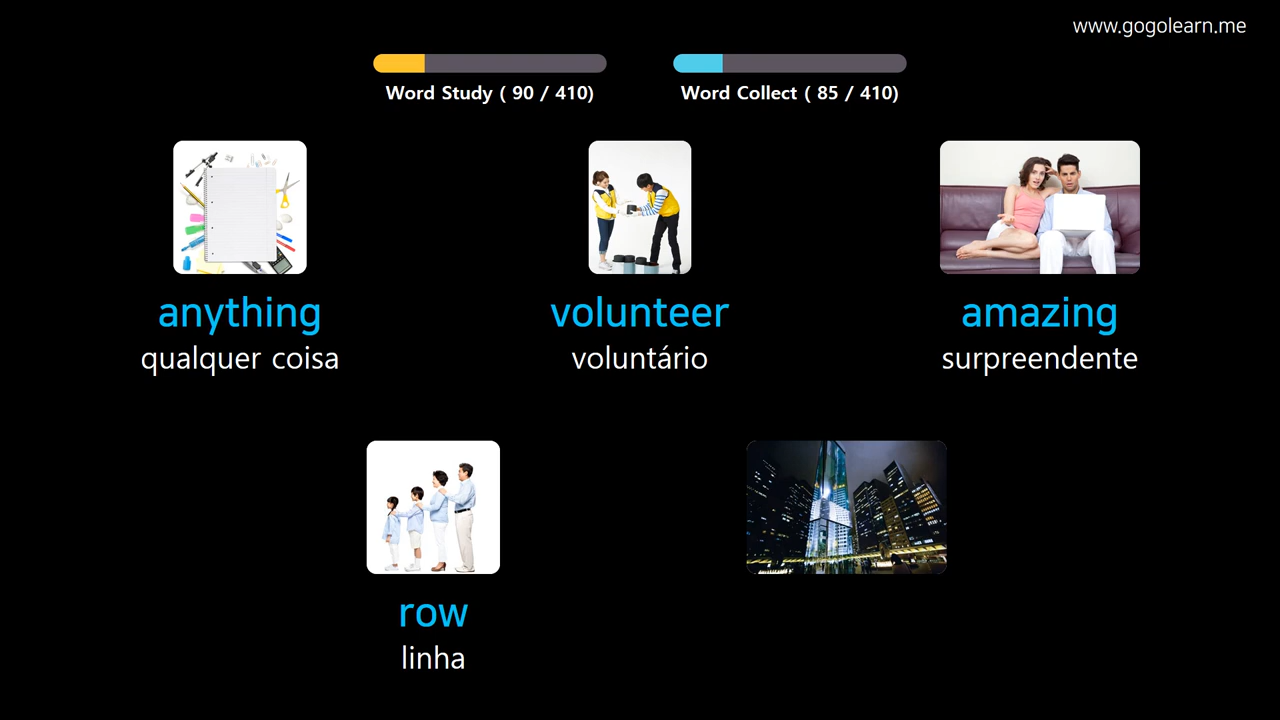 www.gogolearn.me
Word Study ( 90 / 410)
Word Collect ( 85 / 410)
anything
qualquer coisa
volunteer
voluntário
amazing
surpreendente
row
linha